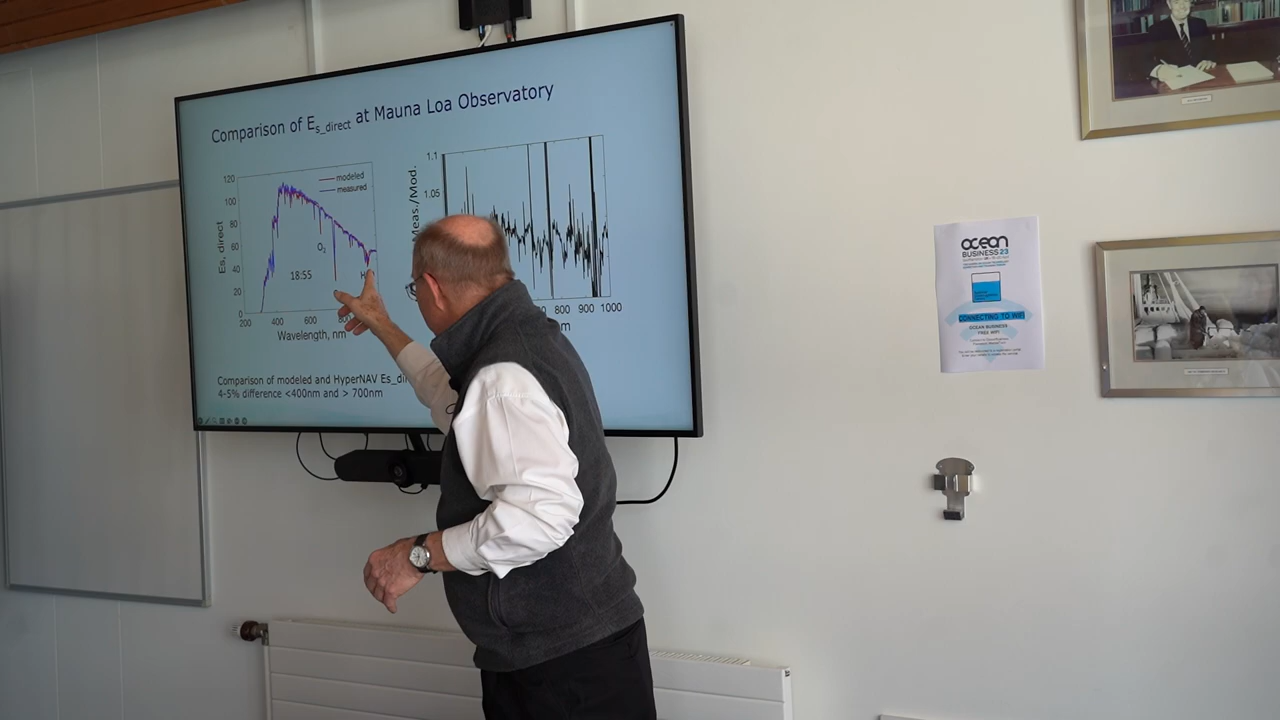 Comparison of Es_direct at Mauna Loa Observatory
120
100
80
60
40
20
0
Es, direct
modeled
measured
O2
18:55
H
200
400
600
Wavelength, nm
1.1
1.05
Meas./Mod.
800
900
1000
nm
Comparison of modeled and HyperNAV Es_di
4-5% difference <400nm and > 700nm
OCEAN
BUSINESS 23
CONNECTING TO WIFI
OCEAN BUSINESS
FREE WIFI